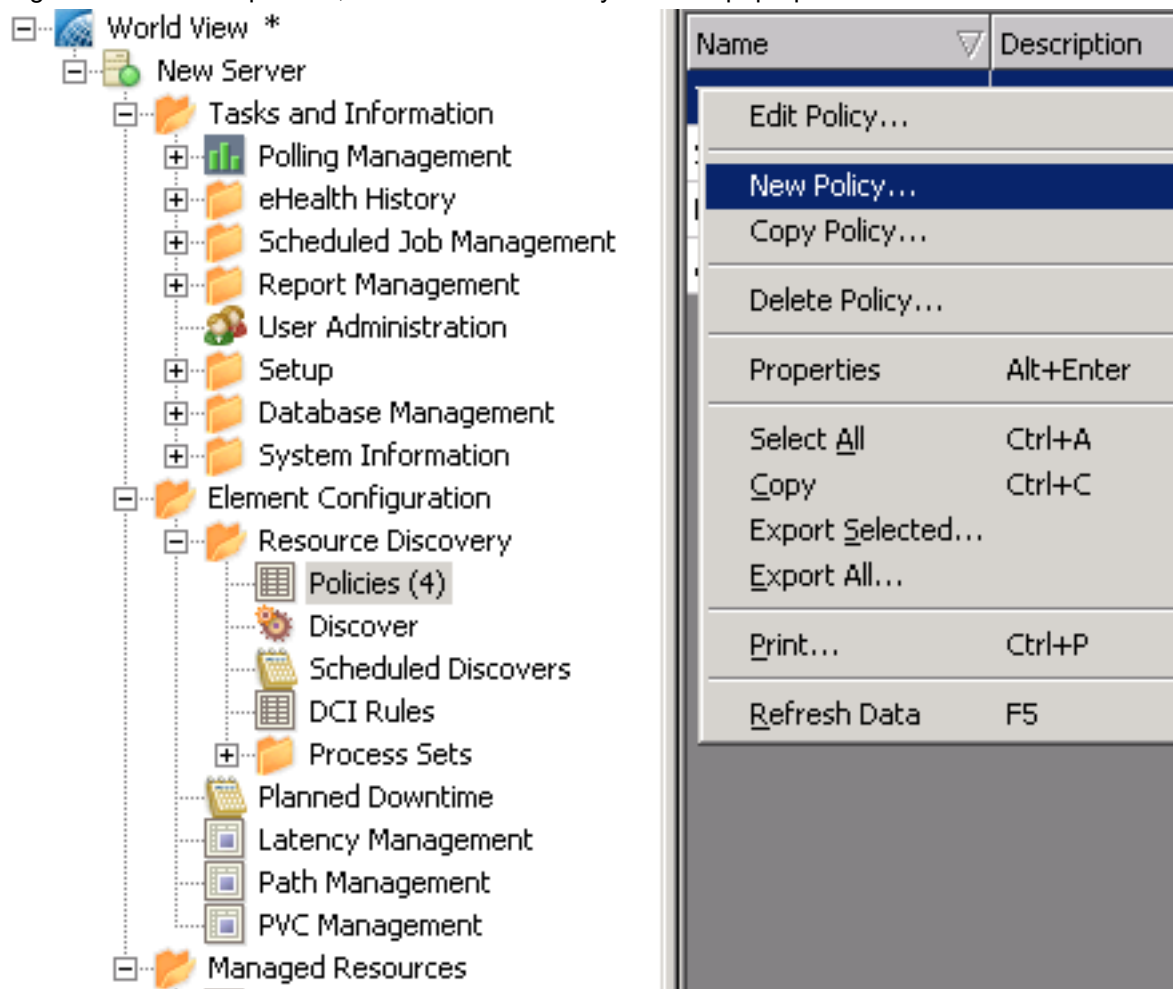 World View *
New Server
Tasks and Information
Polling Management
eHealth History
Scheduled Job Management
Report Management
User Administration
Setup
Database Management
System Information
Element Configuration
Resource Discovery
Policies (4)
Discover
Scheduled Discovers
DCI Rules
Process Sets
Planned Downtime
Latency Management
Path Management
PVC Management
Managed Resources
Name Description
Edit Policy...
New Policy...
Copy Policy...
Delete Policy...
Properties Alt+Enter
Select All Ctrl+A
Copy Ctrl+C
Export Selected...
Export All...
Print... Ctrl+P
Refresh Data F5